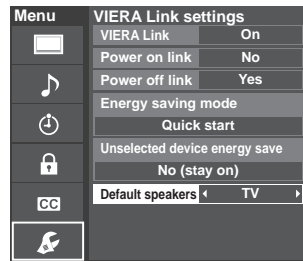 Menu
VIERA Link settings
VIERA Link On
Power on link No
Power off link Yes
Energy saving mode
Quick start
Unselected device energy save
No (stay on)
Default speakers TV
CC